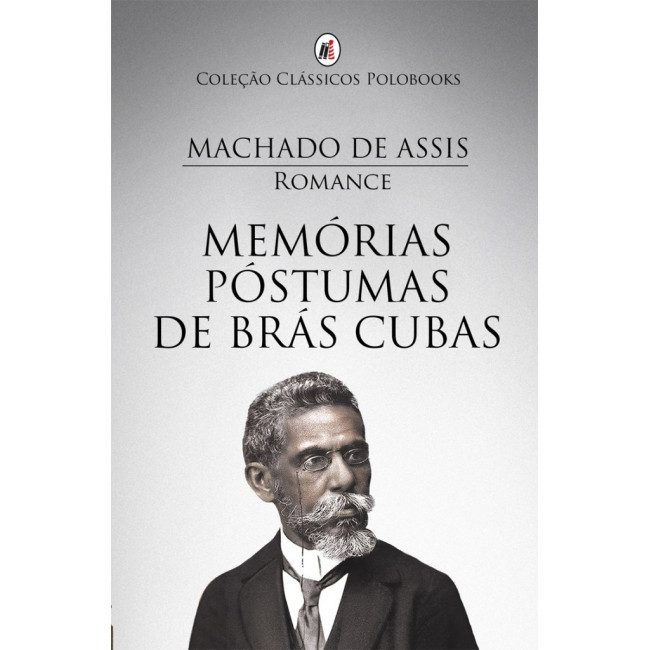 Coleção Clássicos Polobooks
MACHADO DE ASSIS
Romance
MEMÓRIAS
PÓSTUMAS
DE BRÁS CUBAS